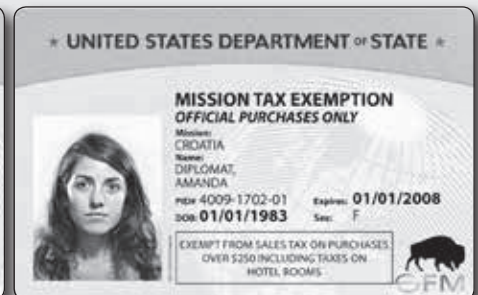 ★ UNITED STATES DEPARTMENT OF STATE ★
MISSION TAX EXEMPTION
OFFICIAL PURCHASES ONLY
Mission:
CROATIA
Name:
DIPLOMAT,
AMANDA
PID# 4009-1702-01 Expires: 01/01/2008
DOB: 01/01/1983 Sex: F
EXEMPT FROM SALES TAX ON PURCHASES
OVER $250 INCLUDING TAXES ON
HOTEL ROOMS
OFM